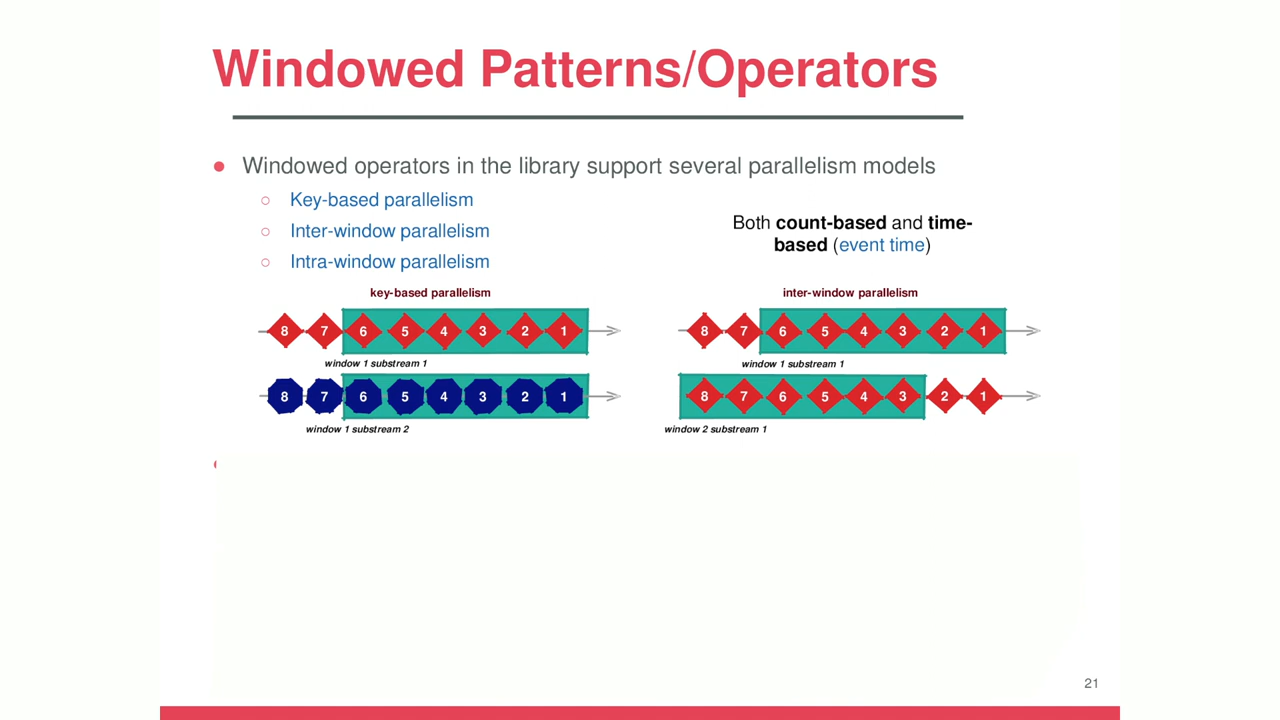 Windowed Patterns/Operators
● Windowed operators in the library support several parallelism models
○ Key-based parallelism
○ Inter-window parallelism
○ Intra-window parallelism
Both count-based and time-
based (event time)
key-based parallelism
8 7 6 5 4 3 2 1
window 1 substream 1
8 7 6 5 4 3 2 1
window 1 substream 2
inter-window parallelism
8 7 6 5 4 3 2 1
window 1 substream 1
8 7 6 5 4 3 2 1
window 2 substream 1
21